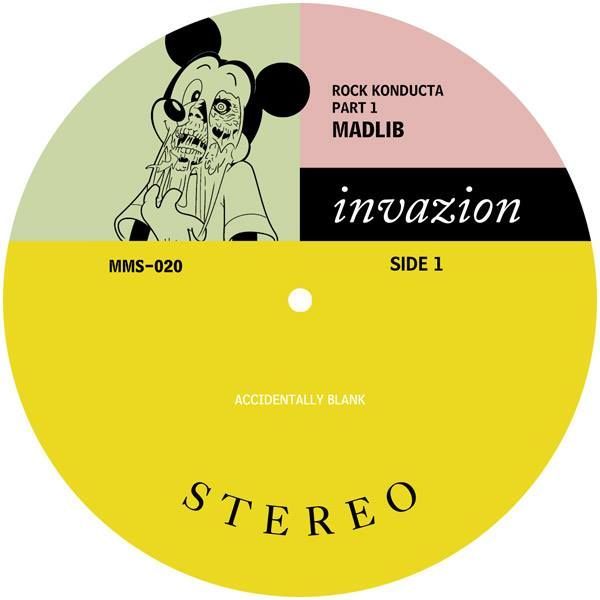 ROCK KONDUCTA
PART 1
MADLIB
invazion
MMS-020
SIDE 1
ACCIDENTALLY BLANK
STEREO